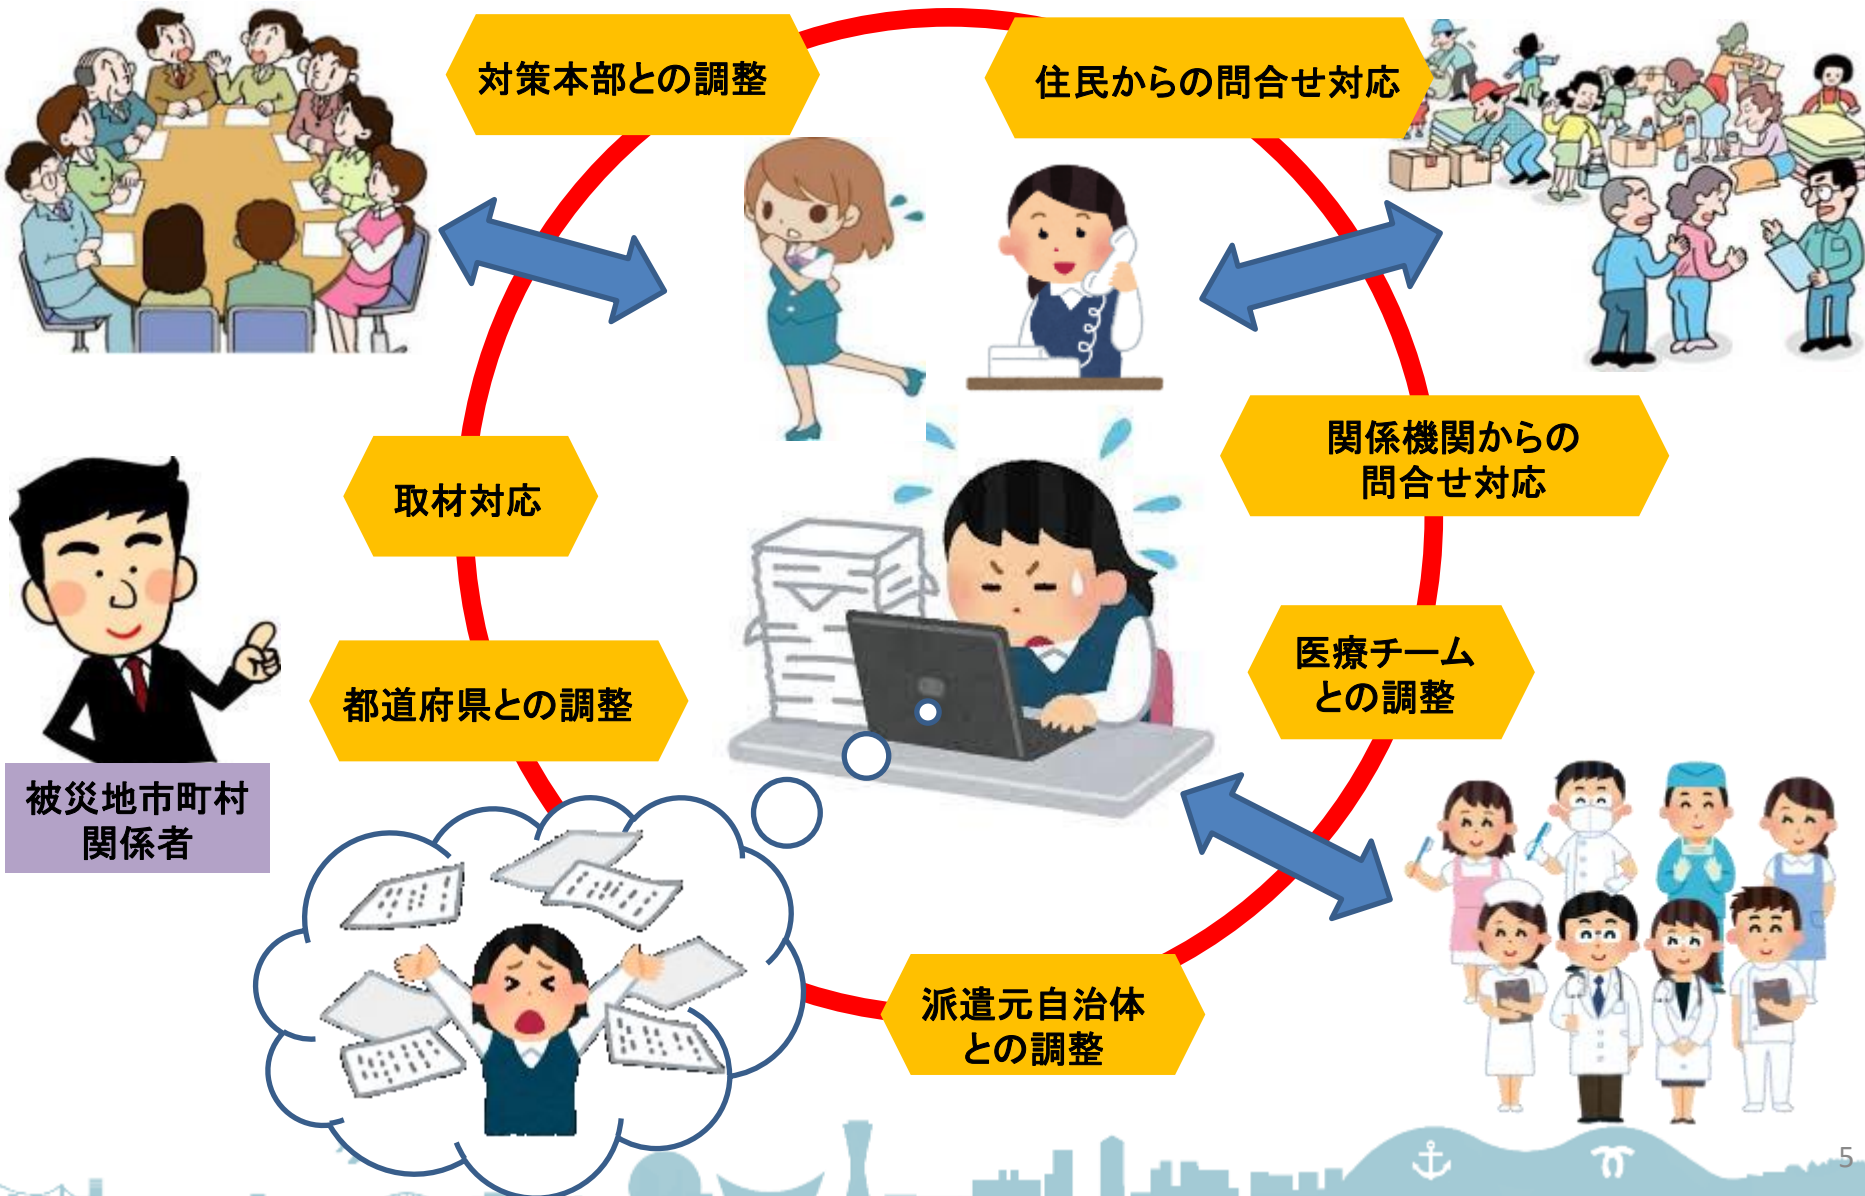 対策本部との調整
住民からの問合せ対応
取材対応
関係機関からの
問合せ対応
都道府県との調整
医療チーム
との調整
被災地市町村
関係者
派遣元自治体
との調整
5